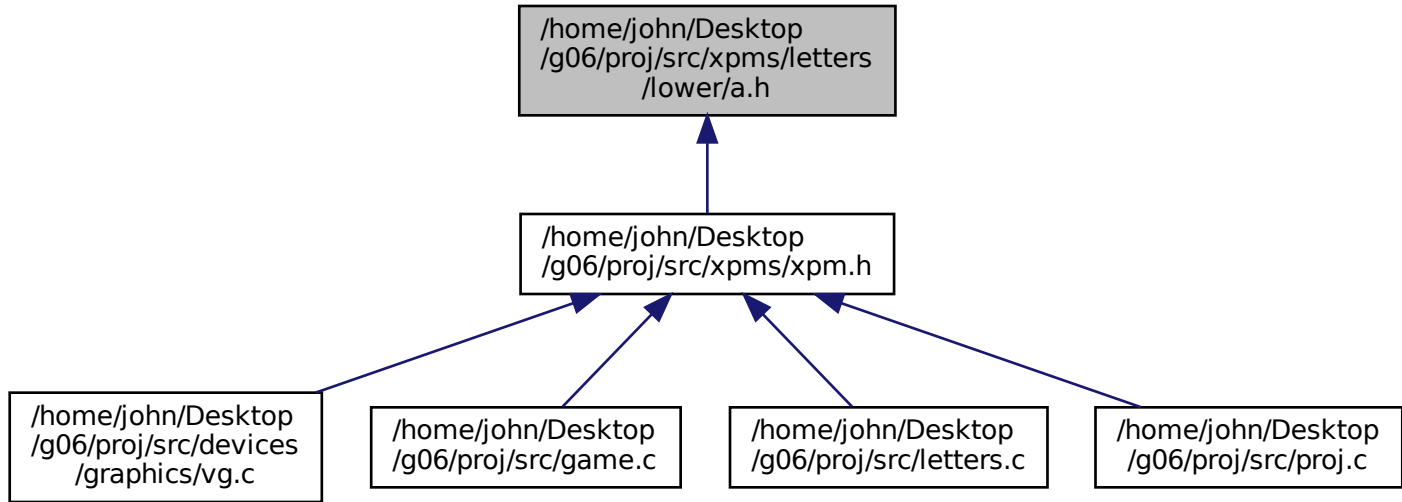 /home/john/Desktop
/g06/proj/src/xpms/letters
/lower/a.h
/home/john/Desktop
/g06/proj/src/xpms/xpm.h
/home/john/Desktop
/g06/proj/src/devices
/graphics/vg.c
/home/john/Desktop
/g06/proj/src/game.c
/home/john/Desktop
/g06/proj/src/letters.c
/home/john/Desktop
/g06/proj/src/proj.c